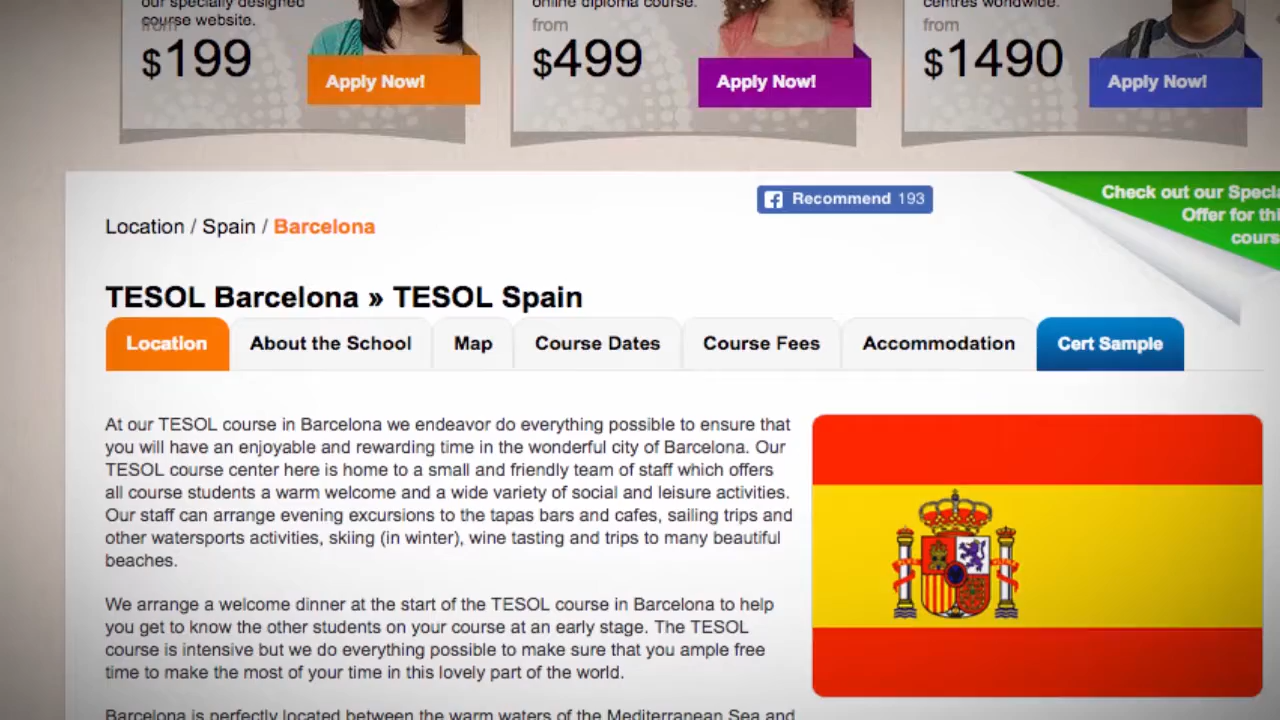 our specially designed
course website.
from
$199
Apply Now!
online diploma course.
from
$499
Apply Now!
centres worldwide.
from
$1490
Apply Now!
Recommend 193
Check out our Specia
Offer for thi
cours
Location / Spain / Barcelona
TESOL Barcelona » TESOL Spain
Location
About the School
Map
Course Dates
Course Fees
Accommodation
Cert Sample
At our TESOL course in Barcelona we endeavor do everything possible to ensure that
you will have an enjoyable and rewarding time in the wonderful city of Barcelona. Our
TESOL course center here is home to a small and friendly team of staff which offers
all course students a warm welcome and a wide variety of social and leisure activities.
Our staff can arrange evening excursions to the tapas bars and cafes, sailing trips and
other watersports activities, skiing (in winter), wine tasting and trips to many beautiful
beaches.
We arrange a welcome dinner at the start of the TESOL course in Barcelona to help
you get to know the other students on your course at an early stage. The TESOL
course is intensive but we do everything possible to make sure that you ample free
time to make the most of your time in this lovely part of the world.
Barcelona is perfectly located between the warm waters of the Mediterranean Sea and